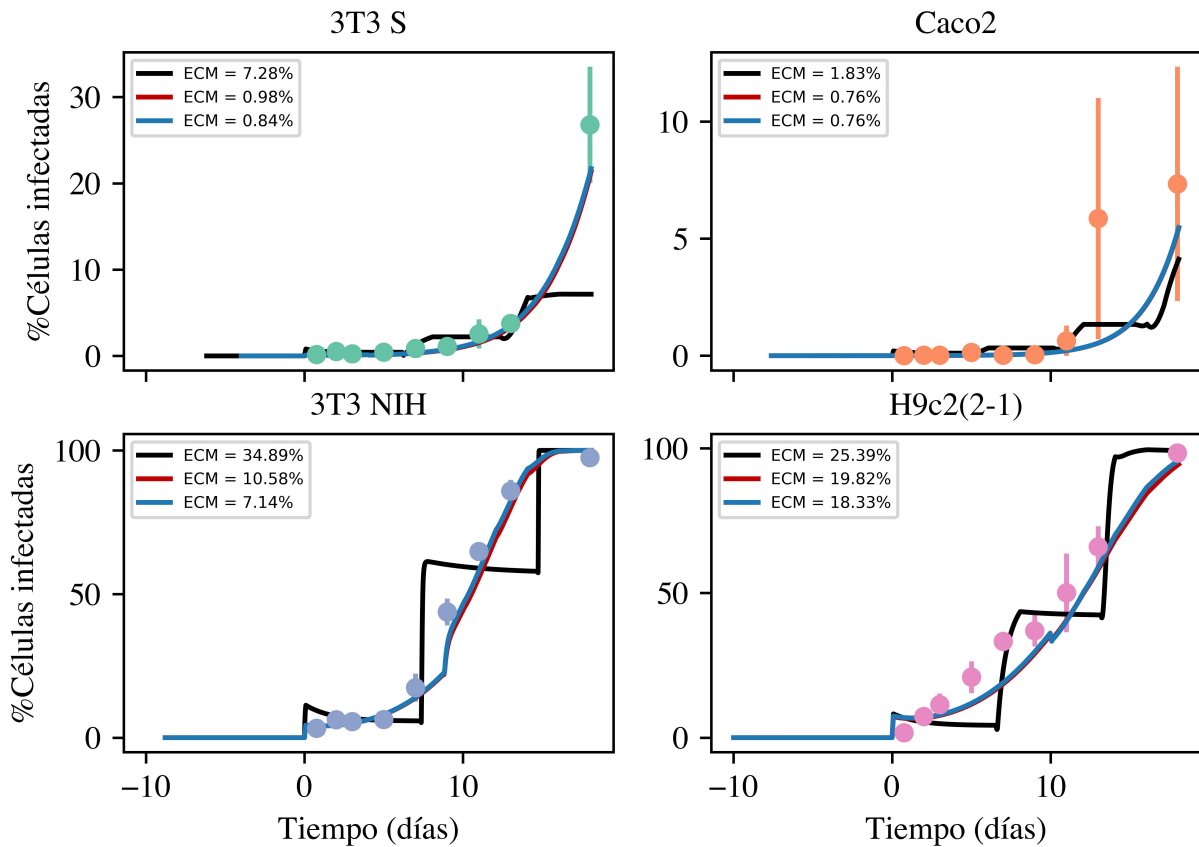 3T3 S
Caco2
%Células infectadas
30
20
10
0
ECM = 7.28%
ECM = 0.98%
ECM = 0.84%
10
5
0
ECM = 1.83%
ECM = 0.76%
ECM = 0.76%
3T3 NIH
H9c2(2-1)
%Células infectadas
100
50
0
ECM = 34.89%
ECM = 10.58%
ECM = 7.14%
100
50
0
ECM = 25.39%
ECM = 19.82%
ECM = 18.33%
−10 0 10
−10 0 10
Tiempo (días)
Tiempo (días)